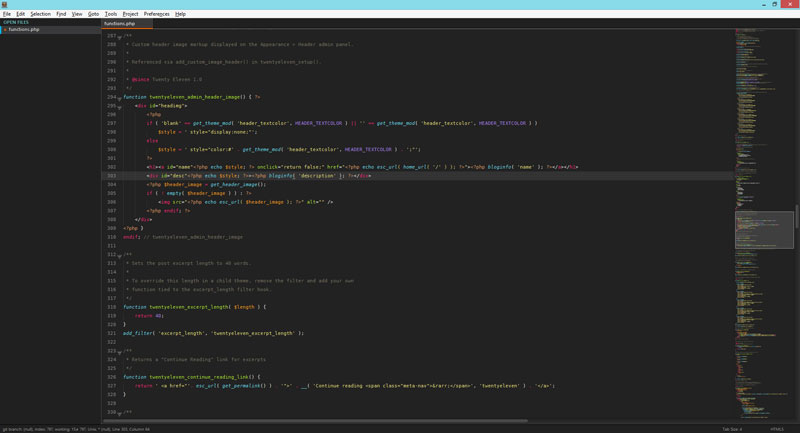 File Edit Selection Find View Goto Tools Project Preferences Help
OPEN FILES
functions.php
functions.php
287 /**
288 * Custom header image markup displayed on the Appearance > Header admin panel.
289 *
290 * Referenced via add_custom_image_header() in twentyeleven_setup().
291 *
292 * @since Twenty Eleven 1.0
293 */
294 function twentyeleven_admin_header_image() { ?>
295 <div id="headimg">
296 <?php
297 if ( 'blank' == get_theme_mod( 'header_textcolor', HEADER_TEXTCOLOR ) || '' == get_theme_mod( 'header_textcolor', HEADER_TEXTCOLOR ) )
298 $style = ' style="display:none;"';
299 else
300 $style = ' style="color:#' . get_theme_mod( 'header_textcolor', HEADER_TEXTCOLOR ) . ';"';
301 ?>
302 <h1><a id="name"<?php echo $style; ?> onclick="return false;" href="<?php echo esc_url( home_url( '/' ) ); ?>"><?php bloginfo( 'name' ); ?></a></h1>
303 <div id="desc"<?php echo $style; ?>><?php bloginfo( 'description' ); ?></div>
304 <?php $header_image = get_header_image();
305 if ( ! empty( $header_image ) ) : ?>
306 <img src="<?php echo esc_url( $header_image ); ?>" alt="" />
307 <?php endif; ?>
308 </div>
309 <?php }
310 endif; // twentyeleven_admin_header_image
311
312 /**
313 * Sets the post excerpt length to 40 words.
314 *
315 * To override this length in a child theme, remove the filter and add your own
316 * function tied to the excerpt_length filter hook.
317 */
318 function twentyeleven_excerpt_length( $length ) {
319 return 40;
320 }
321 add_filter( 'excerpt_length', 'twentyeleven_excerpt_length' );
322
323 /**
324 * Returns a "Continue Reading" link for excerpts
325 */
326 function twentyeleven_continue_reading_link() {
327 return ' <a href="'. esc_url( get_permalink() ) . '">' . __( 'Continue reading <span class="meta-nav">&rarr;</span>', 'twentyeleven' ) . '</a>';
328 }
329
330 /**
Line 303, Column 64
Tab Size: 4
HTML5